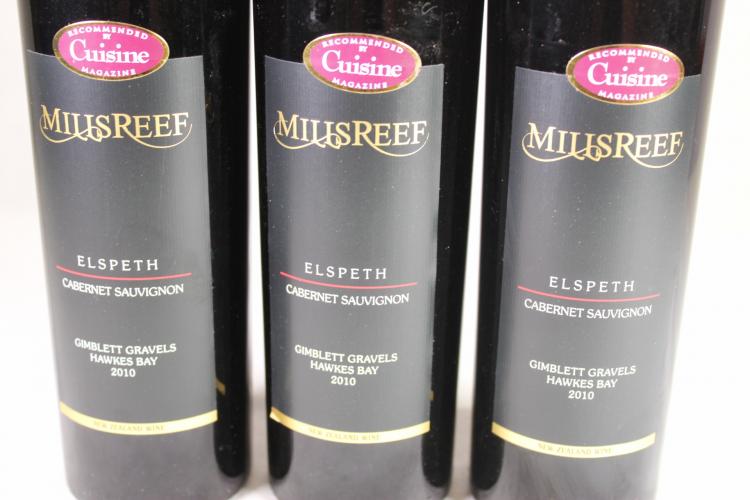 RECOMMENDED
BY
Cuisine
MAGAZINE
MILLSREEF
ELSPETH
CABERNET SAUVIGNON
GIMBLETT GRAVELS
HAWKES BAY
2010
NEW ZEALAND WINE
RECOMMENDED
BY
Cuisine
MAGAZINE
MILLSREEF
ELSPETH
CABERNET SAUVIGNON
GIMBLETT GRAVELS
HAWKES BAY
2010
NEW ZEALAND WINE
RECOMMENDED
BY
Cuisine
MAGAZINE
MILLSREEF
ELSPETH
CABERNET SAUVIGNON
GIMBLETT GRAVELS
HAWKES BAY
2010
NEW ZEALAND WINE